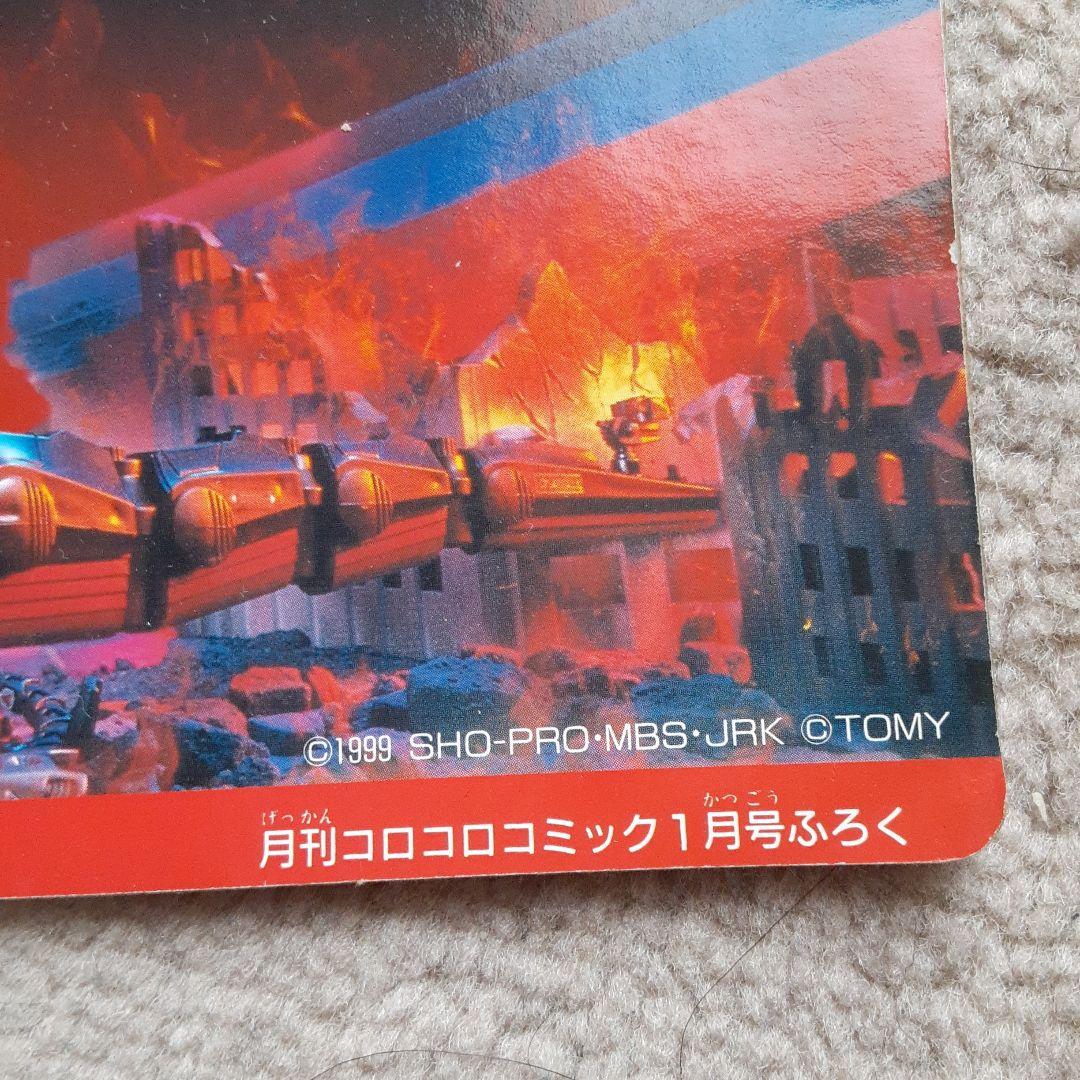 ©1999 SHO-PRO・MBS・JRK ©TOMY
げっかん かつ ごう
月刊コロコロコミック1月号ふろく